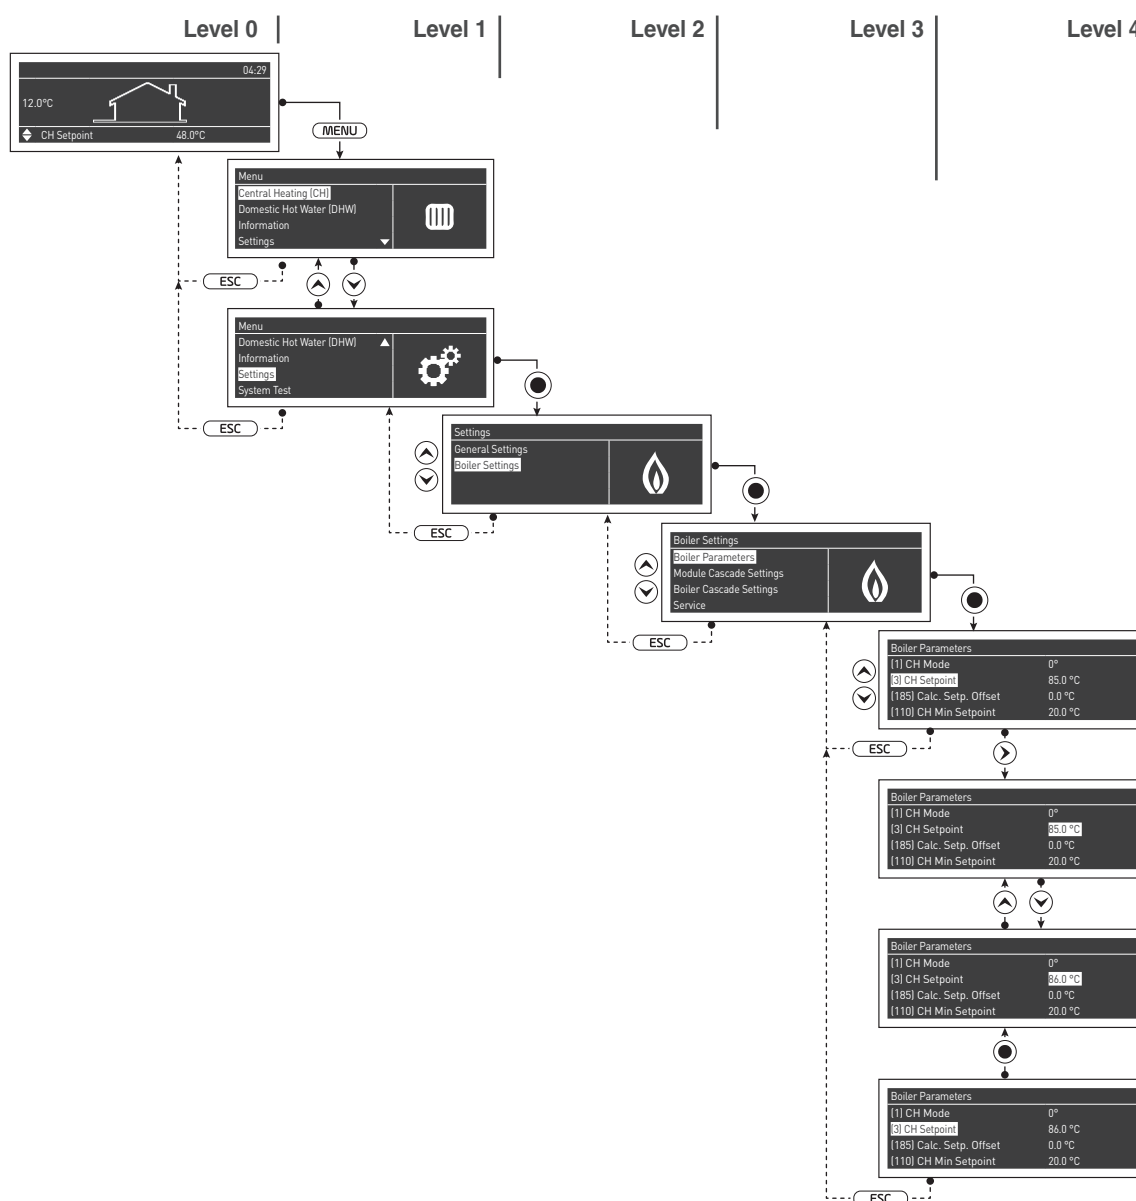 Level 0
Level 1
Level 2
Level 3
Level 4
04:29
12.0°C
CH Setpoint 48.0°C
MENU
Menu
Central Heating (CH)
Domestic Hot Water (DHW)
Information
Settings
ESC
Menu
Domestic Hot Water (DHW)
Information
Settings
System Test
ESC
Settings
General Settings
Boiler Settings
ESC
Boiler Settings
Boiler Parameters
Module Cascade Settings
Boiler Cascade Settings
Service
ESC
Boiler Parameters
(1) CH Mode 0°
(3) CH Setpoint 85.0 °C
(185) Calc. Setp. Offset 0.0 °C
(110) CH Min Setpoint 20.0 °C
ESC
Boiler Parameters
(1) CH Mode 0°
(3) CH Setpoint 85.0 °C
(185) Calc. Setp. Offset 0.0 °C
(110) CH Min Setpoint 20.0 °C
Boiler Parameters
(1) CH Mode 0°
(3) CH Setpoint 86.0 °C
(185) Calc. Setp. Offset 0.0 °C
(110) CH Min Setpoint 20.0 °C
Boiler Parameters
(1) CH Mode 0°
(3) CH Setpoint 86.0 °C
(185) Calc. Setp. Offset 0.0 °C
(110) CH Min Setpoint 20.0 °C
ESC